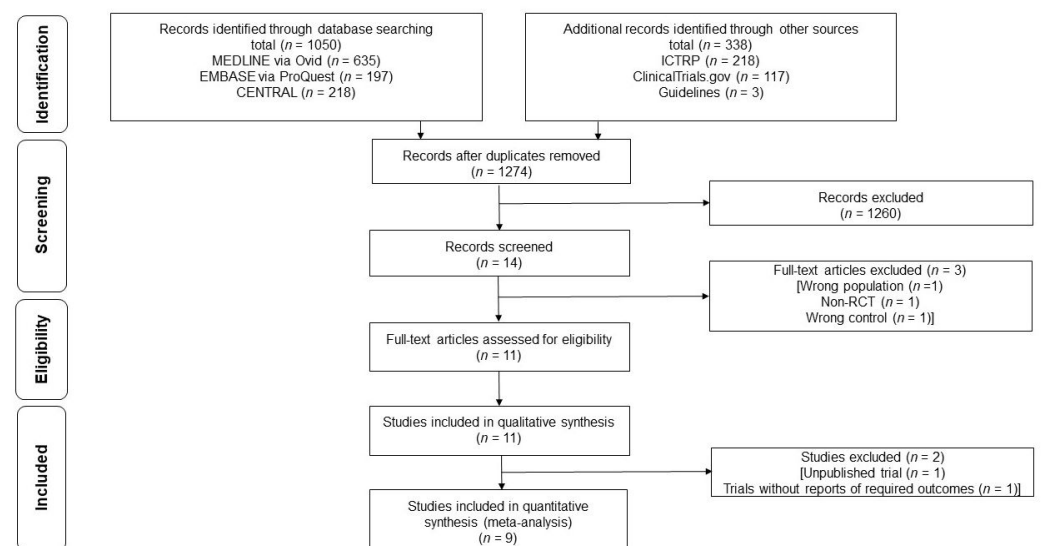 Identification
Records identified through database searching
total (n = 1050)
MEDLINE via Ovid (n = 635)
EMBASE via ProQuest (n = 197)
CENTRAL (n = 218)
Additional records identified through other sources
total (n = 338)
ICTRP (n = 218)
ClinicalTrials.gov (n = 117)
Guidelines (n = 3)
Screening
Records after duplicates removed
(n = 1274)
Records excluded
(n = 1260)
Records screened
(n = 14)
Full-text articles excluded (n = 3)
[Wrong population (n =1)
Non-RCT (n = 1)
Wrong control (n = 1)]
Eligibility
Full-text articles assessed for eligibility
(n = 11)
Included
Studies included in qualitative synthesis
(n = 11)
Studies excluded (n = 2)
[Unpublished trial (n = 1)
Trials without reports of required outcomes (n = 1)]
Studies included in quantitative
synthesis (meta-analysis)
(n = 9)